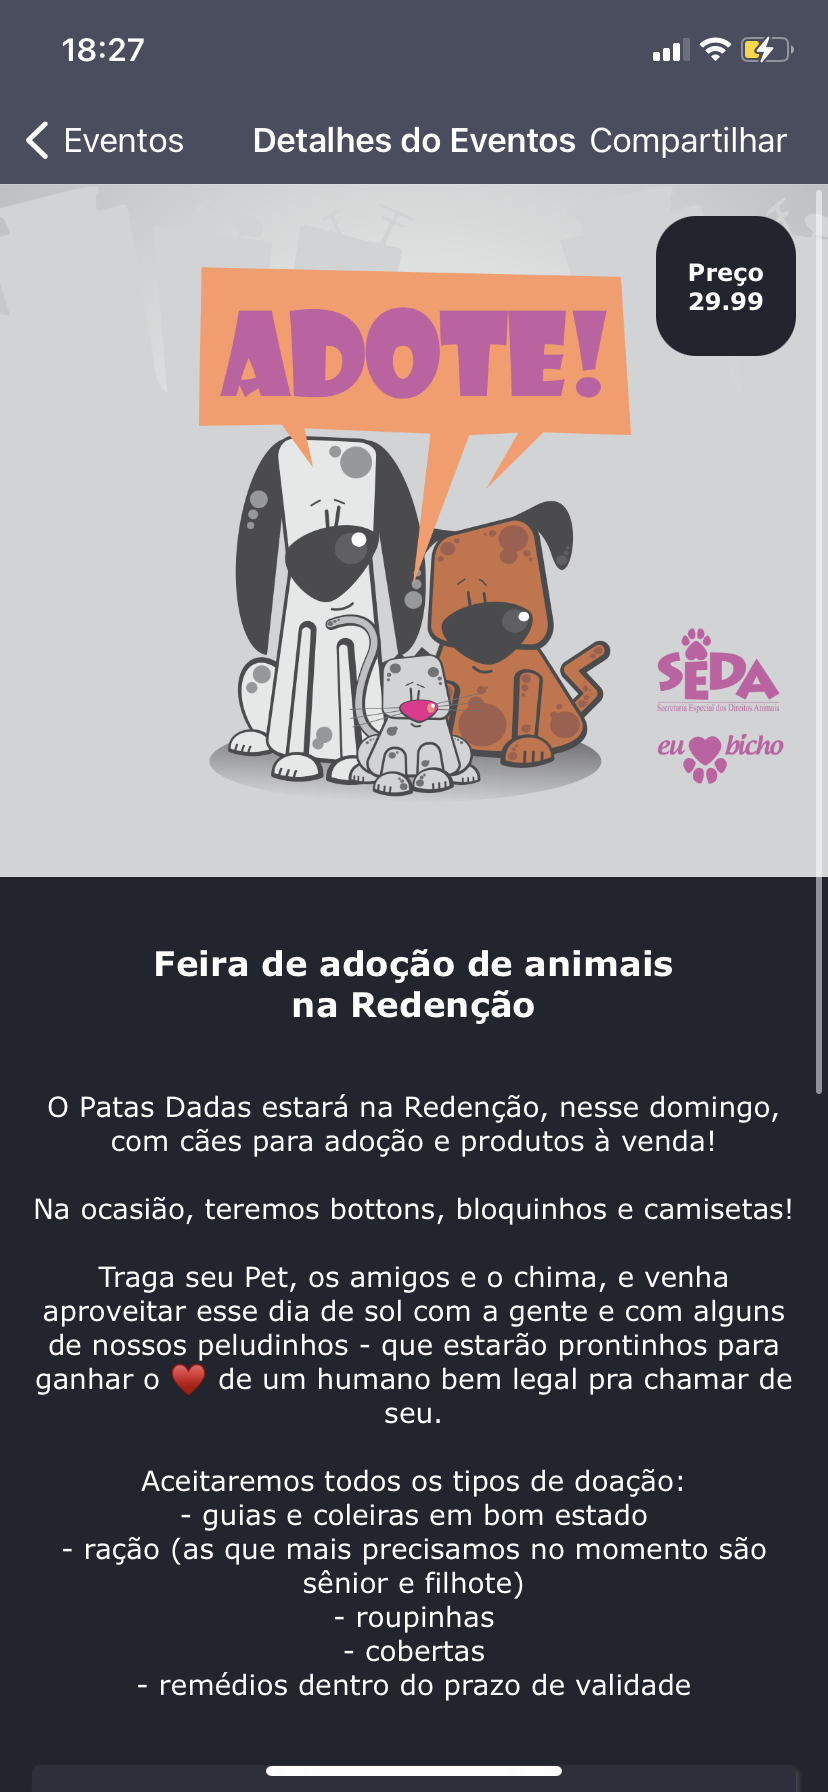 18:27
Eventos
Detalhes do Eventos
Compartilhar
Preço
29.99
ADOTE!
SEDA
Secretaria Especial dos Direitos Animais
eu bicho
Feira de adoção de animais
na Redenção
O Patas Dadas estará na Redenção, nesse domingo,
com cães para adoção e produtos à venda!
Na ocasião, teremos bottons, bloquinhos e camisetas!
Traga seu Pet, os amigos e o chima, e venha
aproveitar esse dia de sol com a gente e com alguns
de nossos peludinhos - que estarão prontinhos para
ganhar o ♥️ de um humano bem legal pra chamar de
seu.
Aceitaremos todos os tipos de doação:
- guias e coleiras em bom estado
- ração (as que mais precisamos no momento são
sênior e filhote)
- roupinhas
- cobertas
- remédios dentro do prazo de validade